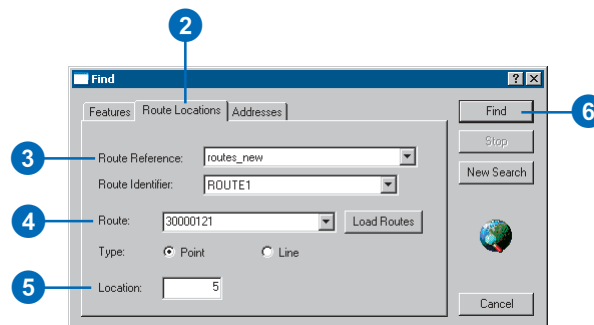 2
Find
Features Route Locations Addresses
Find
6
Stop
3
Route Reference: routes_new
New Search
Route Identifier: ROUTE1
4
Route: 30000121 Load Routes
Type: Point Line
5
Location: 5
Cancel